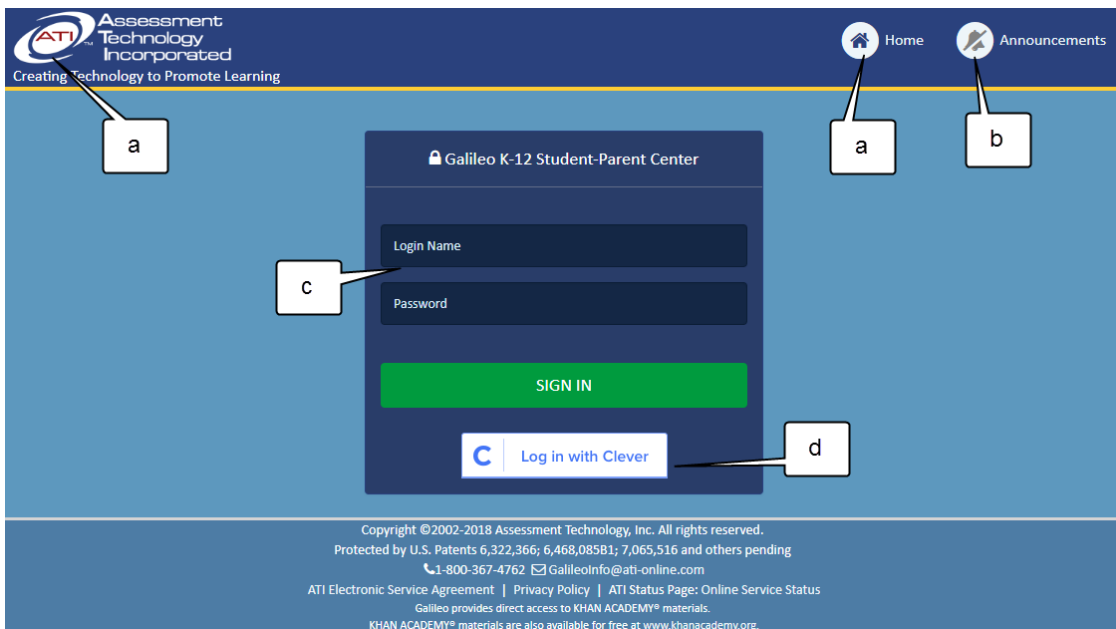 Assessment
ATI™ Technology
Incorporated
Creating Technology to Promote Learning
Home
Announcements
a
a
b
Galileo K-12 Student-Parent Center
Login Name
c
Password
SIGN IN
C Log in with Clever
d
Copyright ©2002-2018 Assessment Technology, Inc. All rights reserved.
Protected by U.S. Patents 6,322,366; 6,468,085B1; 7,065,516 and others pending
1-800-367-4762 GalileoInfo@ati-online.com
ATI Electronic Service Agreement | Privacy Policy | ATI Status Page: Online Service Status
Galileo provides direct access to KHAN ACADEMY® materials.
KHAN ACADEMY® materials are also available for free at www.khanacademy.org.